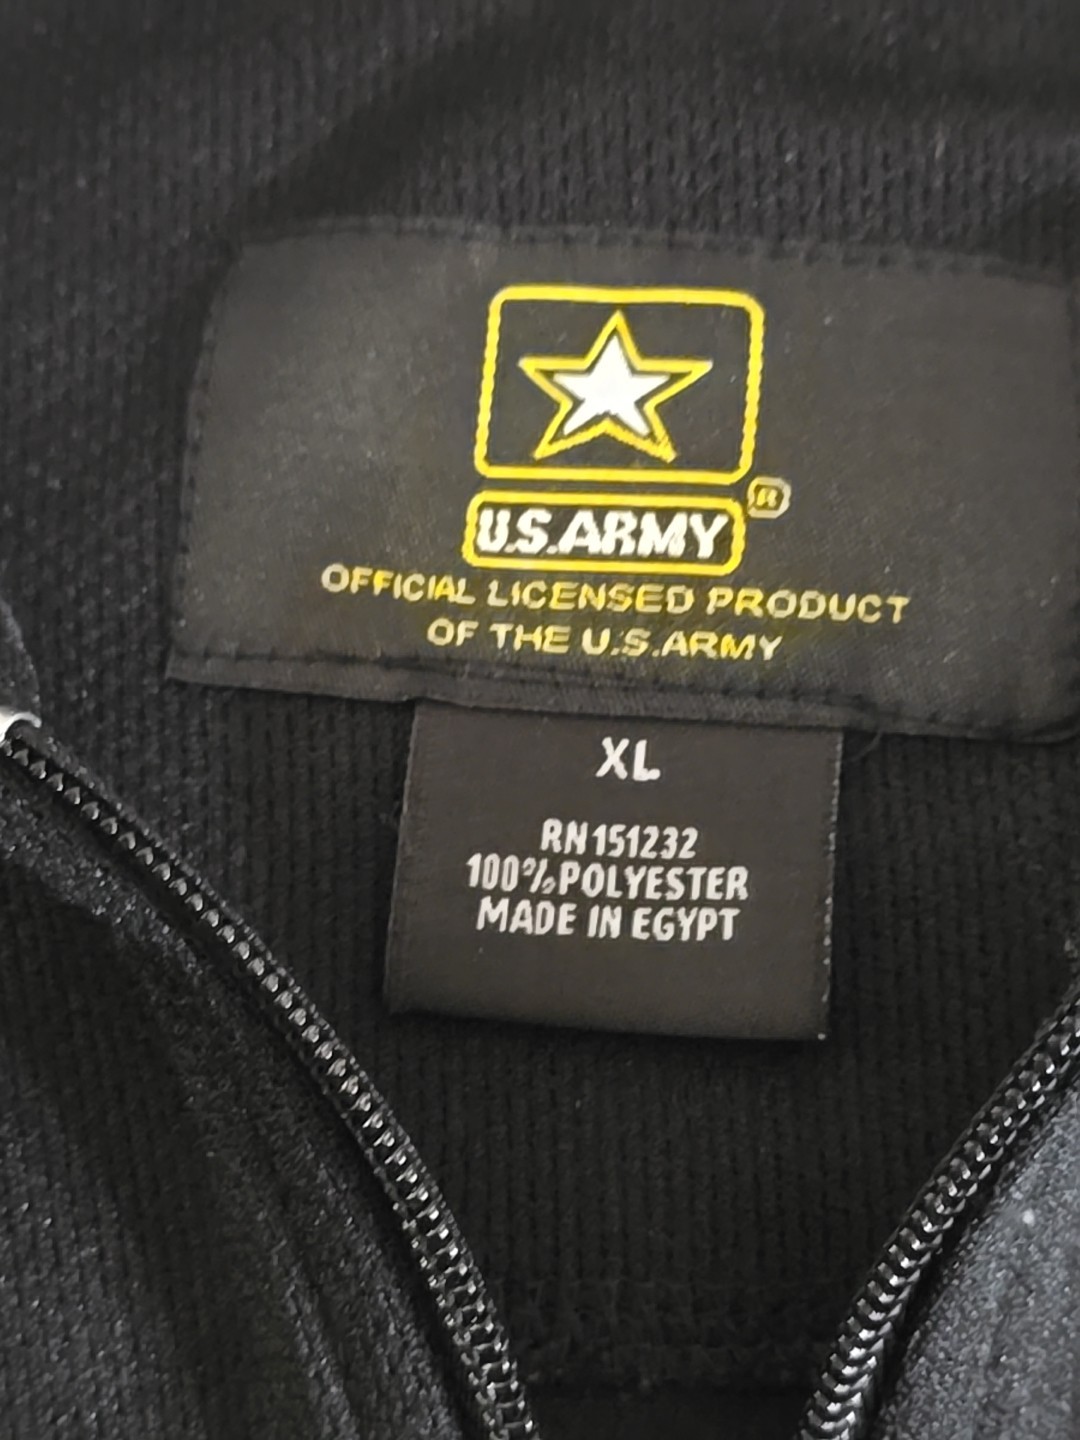 ®
U.S.ARMY
OFFICIAL LICENSED PRODUCT
OF THE U.S.ARMY
XL
RN151232
100%POLYESTER
MADE IN EGYPT